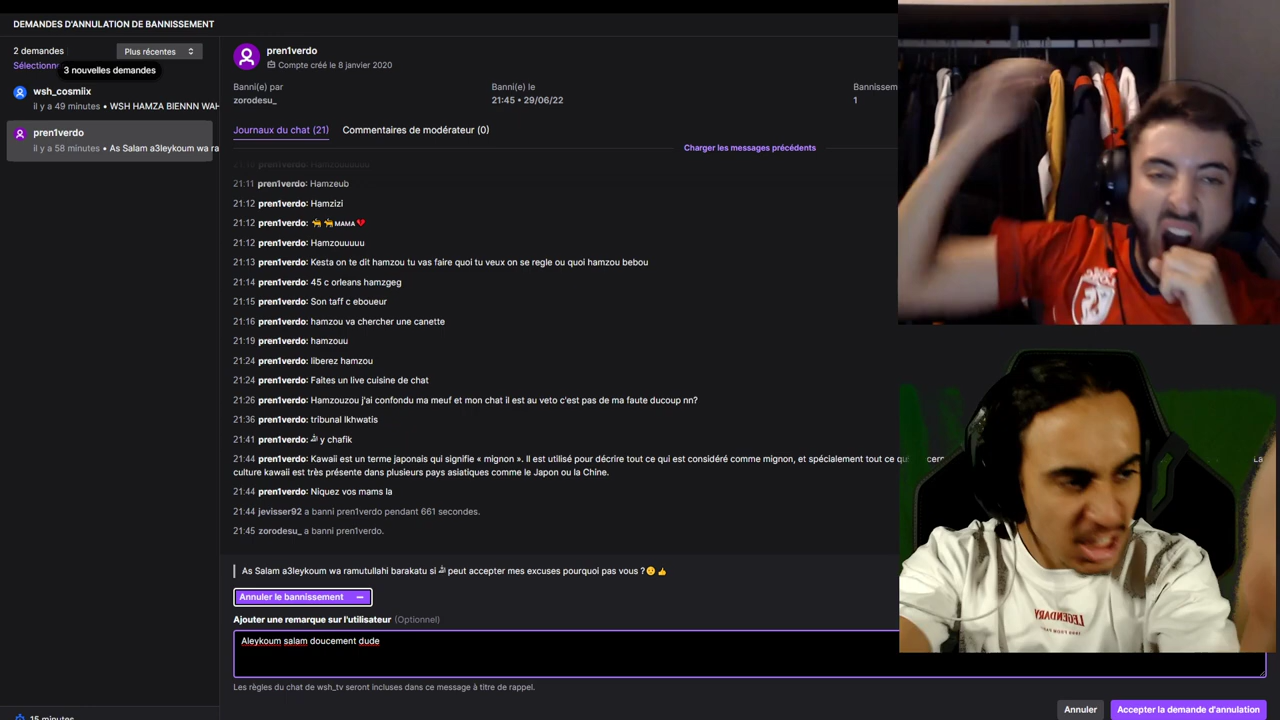 DEMANDES D'ANNULATION DE BANNISSEMENT
2 demandes
Plus récentes
Sélectionne
3 nouvelles demandes
wsh_cosmiix
il y a 49 minutes • WSH HAMZA BIENNN WAH
pren1verdo
il y a 58 minutes • As Salam a3leykoum wa ra
15 minutes
pren1verdo
Compte créé le 8 janvier 2020
Banni(e) par
zorodesu_
Banni(e) le
21:45 • 29/06/22
Bannissem
1
Journaux du chat (21)
Commentaires de modérateur (0)
Charger les messages précédents
21:11 pren1verdo: Hamzeub
21:12 pren1verdo: Hamzizi
21:12 pren1verdo: 🐪 🐪 ᴍᴀᴍᴀ 💔
21:12 pren1verdo: Hamzouuuuu
21:13 pren1verdo: Kesta on te dit hamzou tu vas faire quoi tu veux on se regle ou quoi hamzou bebou
21:14 pren1verdo: 45 c orleans hamzgeg
21:15 pren1verdo: Son taff c eboueur
21:16 pren1verdo: hamzou va chercher une canette
21:19 pren1verdo: hamzouu
21:24 pren1verdo: liberez hamzou
21:24 pren1verdo: Faites un live cuisine de chat
21:26 pren1verdo: Hamzouzou j'ai confondu ma meuf et mon chat il est au veto c'est pas de ma faute ducoup nn?
21:36 pren1verdo: tribunal Ikhwatis
21:41 pren1verdo: ﷲ y chafik
21:44 pren1verdo: Kawaii est un terme japonais qui signifie « mignon ». Il est utilisé pour décrire tout ce qui est considéré comme mignon, et spécialement tout ce qu
culture kawaii est très présente dans plusieurs pays asiatiques comme le Japon ou la Chine.
21:44 pren1verdo: Niquez vos mams la
21:44 jevisser92 a banni pren1verdo pendant 661 secondes.
21:45 zorodesu_ a banni pren1verdo.
As Salam a3leykoum wa ramutullahi barakatu si ﷲ peut accepter mes excuses pourquoi pas vous ?😟👍
Annuler le bannissement
Ajouter une remarque sur l'utilisateur (Optionnel)
Aleykoum salam doucement dude
Les règles du chat de wsh_tv seront incluses dans ce message à titre de rappel.
Annuler
Accepter la demande d'annulation
LEGENDARY